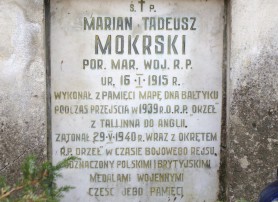 Ś † P
MARIAN TADEUSZ
MOKRSKI
POR. MAR. WOJ. R.P.
UR. 16-I-1915 R.
WYKONAŁ Z PAMIĘCI MAPĘ DNA BAŁTYKU
PODCZAS PRZEJŚCIA W 1939 R. O.R.P. ORZEŁ
Z TALLINNA DO ANGLII.
ZATONĄŁ 29-V-1940 R. WRAZ Z OKRĘTEM
R.P. ORZEŁ W CZASIE BOJOWEGO REJSU.
ODZNACZONY POLSKIMI I BRYTYJSKIMI
MEDALAMI WOJENNYMI
CZEŚĆ JEGO PAMIĘCI